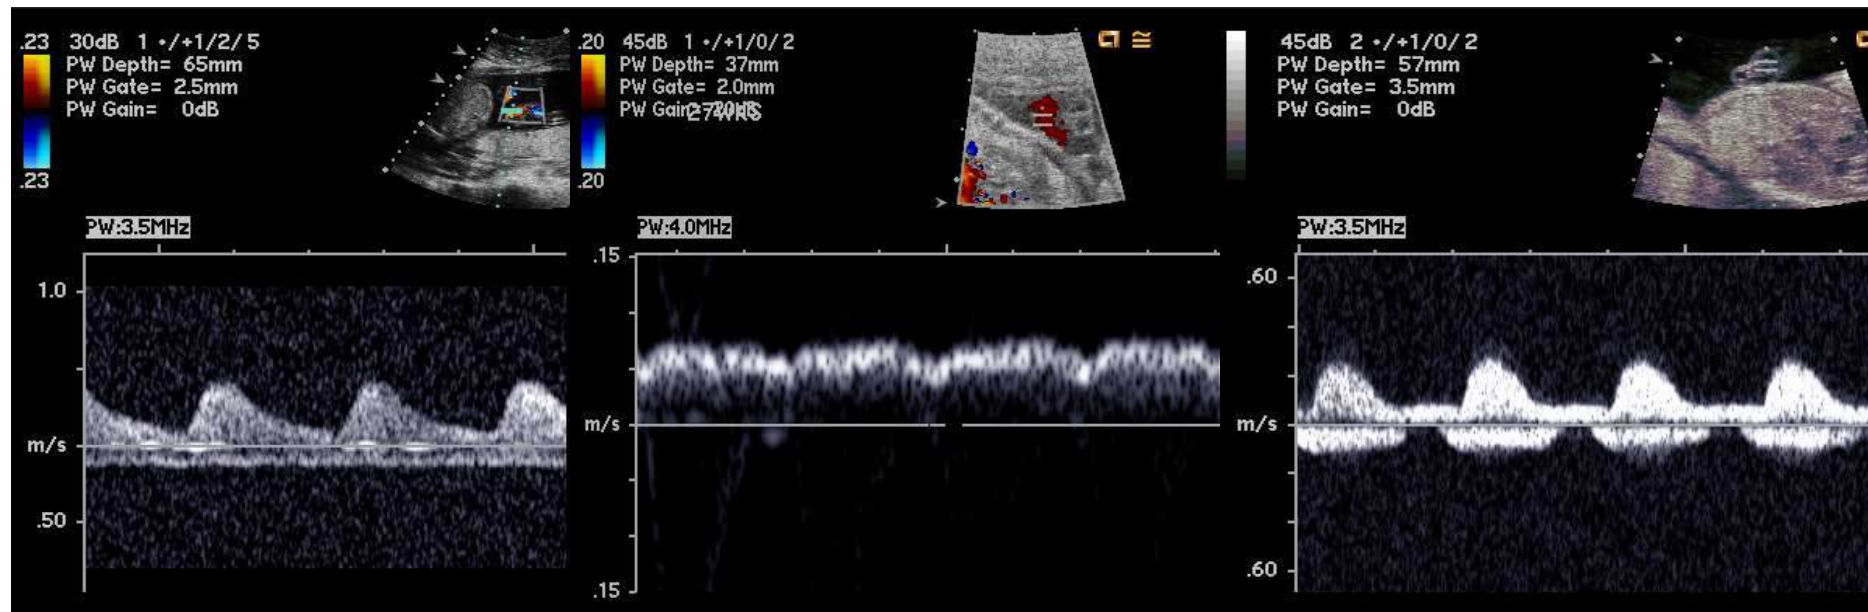 .23 30dB 1 •/+1/2/5
PW Depth= 65mm
PW Gate= 2.5mm
PW Gain= 0dB
.23
PW:3.5MHz
1.0
m/s
.50
.20 45dB 1 •/+1/0/2
PW Depth= 37mm
PW Gate= 2.0mm
PW Gain
27WKS
.20
PW:4.0MHz
.15
m/s
.15
45dB 2 •/+1/0/2
PW Depth= 57mm
PW Gate= 3.5mm
PW Gain= 0dB
PW:3.5MHz
.60
m/s
.60